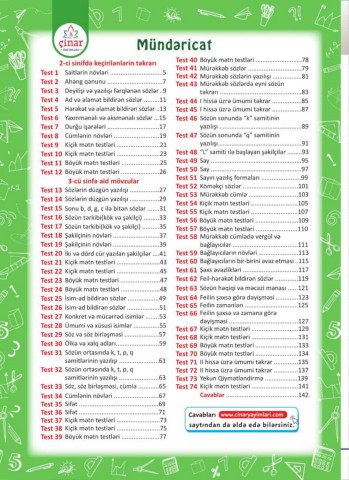 çinar
Mündəricat
2-ci sinifdə keçirilənlərin təkrarı
Test 1 Saitlərin növləri ...5
Test 2 Ahəng qanunu ...7
Test 3 Deyilişi və yazılışı fərqlənən sözlər ..9
Test 4 Ad və əlamət bildirən sözlər ...11
Test 5 Hərəkət və əlamət bildirən sözlər ..13
Test 6 Yaxınmənalı və əksmənalı sözlər ..15
Test 7 Durğu işarələri ...17
Test 8 Cümlənin növləri ...19
Test 9 Kiçik mətn testləri ...21
Test 10 Kiçik mətn testləri ...23
Test 11 Böyük mətn testləri ...25
Test 12 Böyük mətn testləri ...26
3-cü sinfə aid mövzular
Test 13 Sözlərin düzgün yazılışı ...27
Test 14 Sözlərin düzgün yazılışı ...29
Test 15 Sonu b, d, g, c ilə bitən sözlər ...31
Test 16 Sözün tərkibi(kök və şəkilçi) ...33
Test 17 Sözün tərkibi(kök və şəkilçi) ...35
Test 18 Şəkilçinin növləri ...37
Test 19 Şəkilçinin növləri ...39
Test 20 İki və dörd cür yazılan şəkilçilər ...41
Test 21 Kiçik mətn testləri ...43
Test 22 Kiçik mətn testləri ...45
Test 23 Böyük mətn testləri ...47
Test 24 Böyük mətn testləri ...48
Test 25 İsim-ad bildirən sözlər ...49
Test 26 İsim-ad bildirən sözlər ...51
Test 27 Konkret və mücərrəd isimlər ...53
Test 28 Ümumi və xüsusi isimlər ...55
Test 29 Söz və söz birləşməsi ...57
Test 30 Ölkə və xalq adları ...59
Test 31 Sözün ortasında k, t, p, q
samitlərinin yazılışı ...61
Test 32 Sözün ortasında k, t, p, q
samitlərinin yazılışı ...63
Test 33 Söz, söz birləşməsi, cümlə ...65
Test 34 Cümlənin növləri ...67
Test 35 Sifət ...69
Test 36 Sifət ...71
Test 37 Kiçik mətn testləri ...73
Test 38 Kiçik mətn testləri ...75
Test 39 Böyük mətn testləri ...77
Test 40 Böyük mətn testləri ...78
Test 41 Mürəkkəb sözlər ...79
Test 42 Mürəkkəb sözlərin yazılışı ...81
Test 43 Mürəkkəb sözlərdə eyni sözün
təkrarı ...83
Test 44 I hissə üzrə ümumi təkrar ...85
Test 45 I hissə üzrə ümumi təkrar ...87
Test 46 Sözün sonunda "k" samitinin
yazılışı ...89
Test 47 Sözün sonunda "q" samitinin
yazılışı ...91
Test 48 "L" samiti ilə başlayan şəkilçilər ...93
Test 49 Say ...95
Test 50 Say ...97
Test 51 Sayın yazılış formaları ...99
Test 52 Köməkçi sözlər ...101
Test 53 Mürəkkəb cümlə ...103
Test 54 Kiçik mətn testləri ...105
Test 55 Kiçik mətn testləri ...107
Test 56 Böyük mətn testləri ...109
Test 57 Böyük mətn testləri ...110
Test 58 Mürəkkəb cümlədə vergül və
bağlayıcılar ...111
Test 59 Bağlayıcıların növləri ...113
Test 60 Bağlayıcıların bir-birini əvəz etməsi ..115
Test 61 Şəxs əvəzlikləri ...117
Test 62 Feil-hərəkət bildirən sözlər ...119
Test 63 Sözün həqiqi və məcazi mənası ...121
Test 64 Feilin şəxsə görə dəyişməsi ...123
Test 65 Feilin zamanları ...125
Test 66 Feilin şəxsə və zamana görə
dəyişməsi ...127
Test 67 Kiçik mətn testləri ...129
Test 68 Kiçik mətn testləri ...131
Test 69 Böyük mətn testləri ...133
Test 70 Böyük mətn testləri ...134
Test 71 II hissə üzrə ümumi təkrar ...135
Test 72 II hissə üzrə ümumi təkrar ...137
Test 73 Yekun Qiymətləndirmə ...139
Test 74 Kiçik mətn testləri ...141
Cavablar ...142
Cavabları www.cinaryayimlari.com
saytından da əldə edə bilərsiniz.